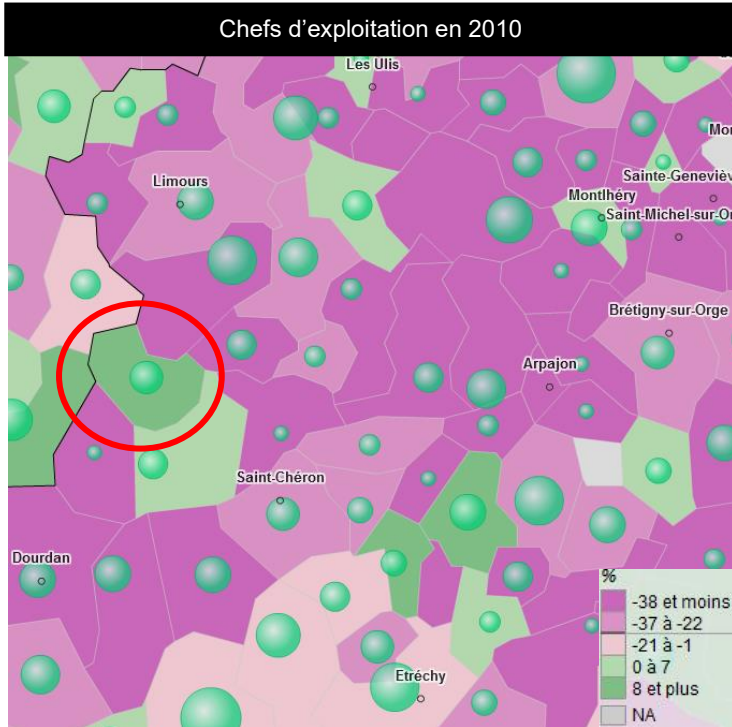 Chefs d’exploitation en 2010
Les Ulis
Limours
Sainte-Geneviève
Montlhéry
Saint-Michel-sur-Or
Brétigny-sur-Orge
Arpajon
Saint-Chéron
Dourdan
Etréchy
%
-38 et moins
-37 à -22
-21 à -1
0 à 7
8 et plus
NA